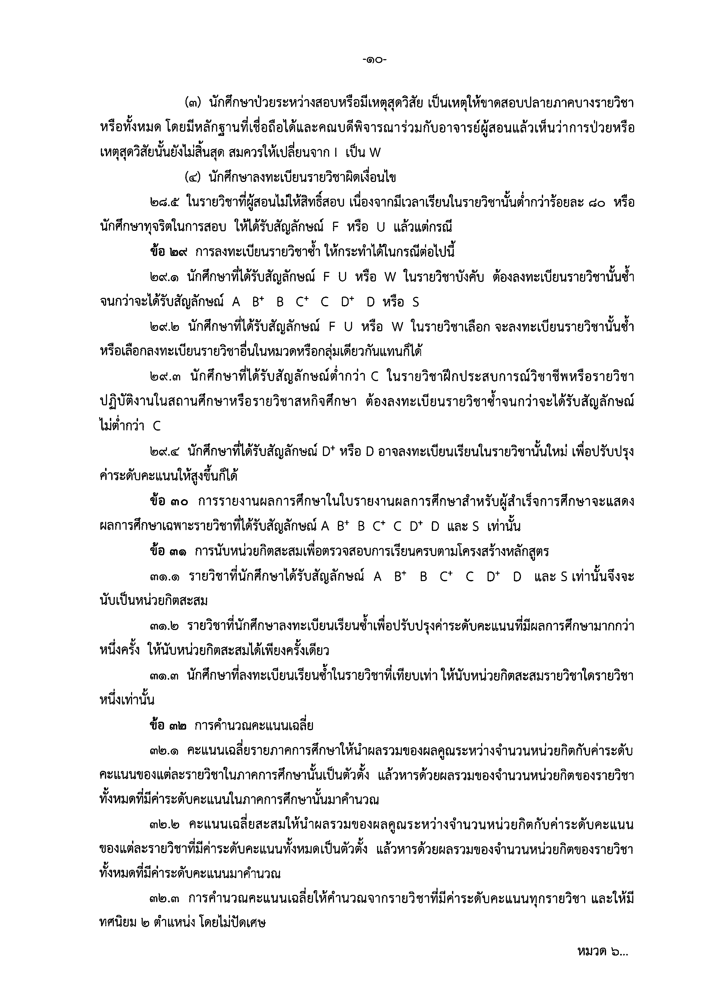 -๑๐-
(๓) นักศึกษาป่วยระหว่างสอบหรือมีเหตุสุดวิสัย เป็นเหตุให้ขาดสอบปลายภาคบางรายวิชา
หรือทั้งหมด โดยมีหลักฐานที่เชื่อถือได้และคณบดีพิจารณาร่วมกับอาจารย์ผู้สอนแล้วเห็นว่าการป่วยหรือ
เหตุสุดวิสัยนั้นยังไม่สิ้นสุด สมควรให้เปลี่ยนจาก I เป็น W
(๔) นักศึกษาลงทะเบียนรายวิชาผิดเงื่อนไข
๒๘.๕ ในรายวิชาที่ผู้สอนไม่ให้สิทธิ์สอบ เนื่องจากมีเวลาเรียนในรายวิชานั้นต่ำกว่าร้อยละ ๘๐ หรือ
นักศึกษาทุจริตในการสอบ ให้ได้รับสัญลักษณ์ F หรือ U แล้วแต่กรณี
ข้อ ๒๙ การลงทะเบียนรายวิชาซ้ำ ให้กระทำได้ในกรณีต่อไปนี้
๒๙.๑ นักศึกษาที่ได้รับสัญลักษณ์ F U หรือ W ในรายวิชาบังคับ ต้องลงทะเบียนรายวิชานั้นซ้ำ
จนกว่าจะได้รับสัญลักษณ์ A B⁺ B C⁺ C D⁺ D หรือ S
๒๙.๒ นักศึกษาที่ได้รับสัญลักษณ์ F U หรือ W ในรายวิชาเลือก จะลงทะเบียนรายวิชานั้นซ้ำ
หรือเลือกลงทะเบียนรายวิชาอื่นในหมวดหรือกลุ่มเดียวกันแทนก็ได้
๒๙.๓ นักศึกษาที่ได้รับสัญลักษณ์ต่ำกว่า C ในรายวิชาฝึกประสบการณ์วิชาชีพหรือรายวิชา
ปฏิบัติงานในสถานศึกษาหรือรายวิชาสหกิจศึกษา ต้องลงทะเบียนรายวิชาซ้ำจนกว่าจะได้รับสัญลักษณ์
ไม่ต่ำกว่า C
๒๙.๔ นักศึกษาที่ได้รับสัญลักษณ์ D⁺ หรือ D อาจลงทะเบียนเรียนในรายวิชานั้นใหม่ เพื่อปรับปรุง
ค่าระดับคะแนนให้สูงขึ้นก็ได้
ข้อ ๓๐ การรายงานผลการศึกษาในใบรายงานผลการศึกษาสำหรับผู้สำเร็จการศึกษาจะแสดง
ผลการศึกษาเฉพาะรายวิชาที่ได้รับสัญลักษณ์ A B⁺ B C⁺ C D⁺ D และ S เท่านั้น
ข้อ ๓๑ การนับหน่วยกิตสะสมเพื่อตรวจสอบการเรียนครบตามโครงสร้างหลักสูตร
๓๑.๑ รายวิชาที่นักศึกษาได้รับสัญลักษณ์ A B⁺ B C⁺ C D⁺ D และ S เท่านั้นจึงจะ
นับเป็นหน่วยกิตสะสม
๓๑.๒ รายวิชาที่นักศึกษาลงทะเบียนเรียนซ้ำเพื่อปรับปรุงค่าระดับคะแนนที่มีผลการศึกษามากกว่า
หนึ่งครั้ง ให้นับหน่วยกิตสะสมได้เพียงครั้งเดียว
๓๑.๓ นักศึกษาที่ลงทะเบียนเรียนซ้ำในรายวิชาที่เทียบเท่า ให้นับหน่วยกิตสะสมรายวิชาใดรายวิชา
หนึ่งเท่านั้น
ข้อ ๓๒ การคำนวณคะแนนเฉลี่ย
๓๒.๑ คะแนนเฉลี่ยรายภาคการศึกษาให้นำผลรวมของผลคูณระหว่างจำนวนหน่วยกิตกับค่าระดับ
คะแนนของแต่ละรายวิชาในภาคการศึกษานั้นเป็นตัวตั้ง แล้วหารด้วยผลรวมของจำนวนหน่วยกิตของรายวิชา
ทั้งหมดที่มีค่าระดับคะแนนในภาคการศึกษานั้นมาคำนวณ
๓๒.๒ คะแนนเฉลี่ยสะสมให้นำผลรวมของผลคูณระหว่างจำนวนหน่วยกิตกับค่าระดับคะแนน
ของแต่ละรายวิชาที่มีค่าระดับคะแนนทั้งหมดเป็นตัวตั้ง แล้วหารด้วยผลรวมของจำนวนหน่วยกิตของรายวิชา
ทั้งหมดที่มีค่าระดับคะแนนมาคำนวณ
๓๒.๓ การคำนวณคะแนนเฉลี่ยให้คำนวณจากรายวิชาที่มีค่าระดับคะแนนทุกรายวิชา และให้มี
ทศนิยม ๒ ตำแหน่ง โดยไม่ปัดเศษ
หมวด ๖...